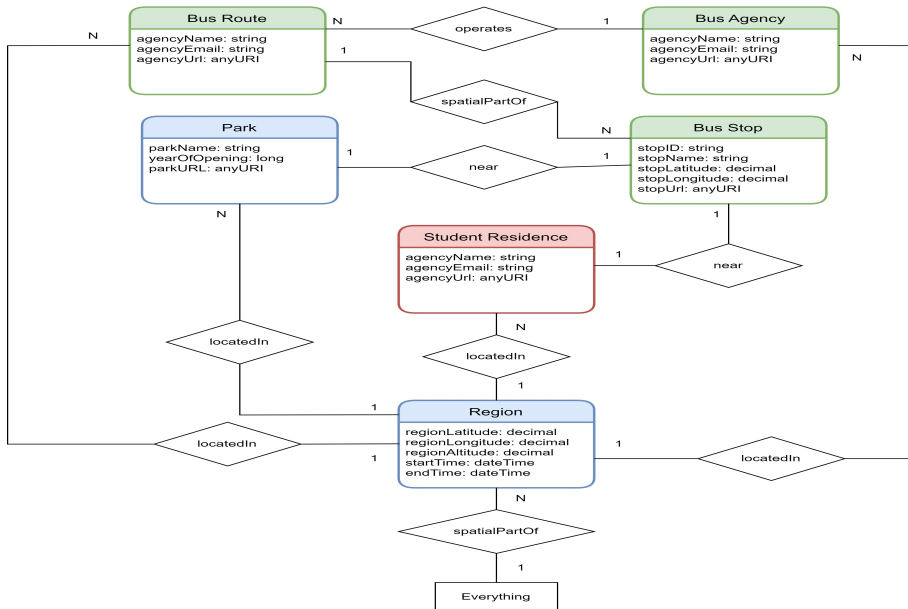 Bus Route
agencyName: string
agencyEmail: string
agencyUrl: anyURI
N
operates
1
Bus Agency
agencyName: string
agencyEmail: string
agencyUrl: anyURI
N
N
1
spatialPartOf
N
Park
parkName: string
yearOfOpening: long
parkURL: anyURI
1
near
1
Bus Stop
stopID: string
stopName: string
stopLatitude: decimal
stopLongitude: decimal
stopUrl: anyURI
N
1
Student Residence
agencyName: string
agencyEmail: string
agencyUrl: anyURI
1
near
N
locatedIn
locatedIn
1
1
Region
regionLatitude: decimal
regionLongitude: decimal
regionAltitude: decimal
startTime: dateTime
endTime: dateTime
locatedIn
1
1
locatedIn
N
spatialPartOf
1
Everything